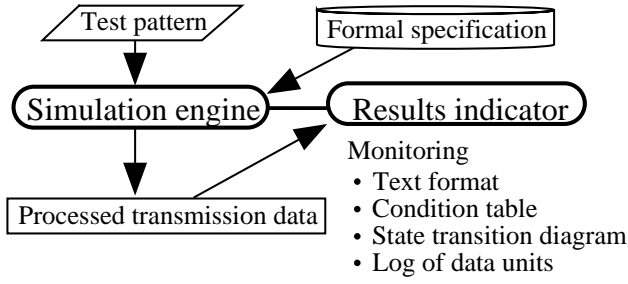 Test pattern
Formal specification
Simulation engine
Results indicator
Processed transmission data
Monitoring
• Text format
• Condition table
• State transition diagram
• Log of data units